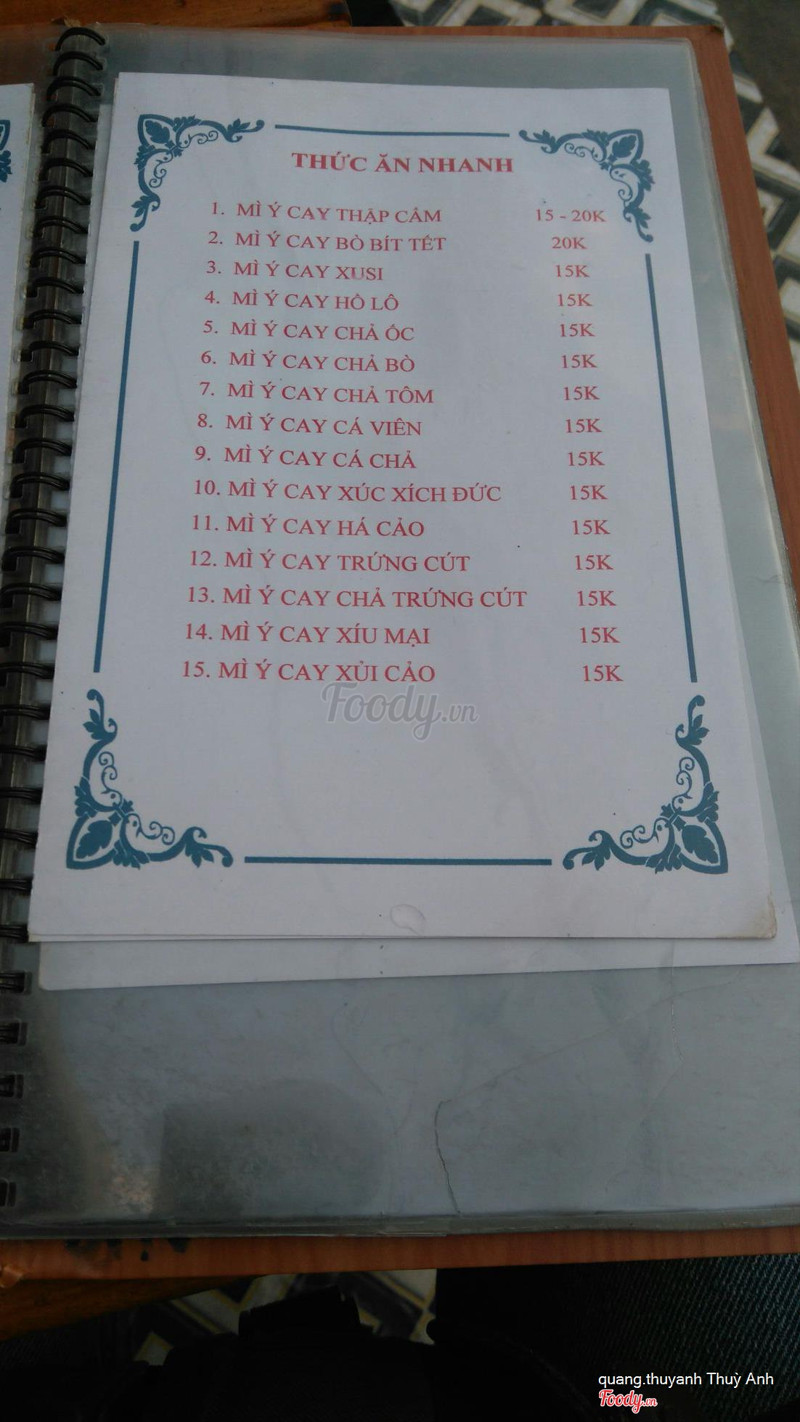 THỨC ĂN NHANH
1. MÌ Ý CAY THẬP CẢM 15 - 20K
2. MÌ Ý CAY BÒ BÍT TẾT 20K
3. MÌ Ý CAY XUSI 15K
4. MÌ Ý CAY HỒ LÔ 15K
5. MÌ Ý CAY CHẢ ỐC 15K
6. MÌ Ý CAY CHẢ BÒ 15K
7. MÌ Ý CAY CHẢ TÔM 15K
8. MÌ Ý CAY CÁ VIÊN 15K
9. MÌ Ý CAY CÁ CHẢ 15K
10. MÌ Ý CAY XÚC XÍCH ĐỨC 15K
11. MÌ Ý CAY HÁ CẢO 15K
12. MÌ Ý CAY TRỨNG CÚT 15K
13. MÌ Ý CAY CHẢ TRỨNG CÚT 15K
14. MÌ Ý CAY XÍU MẠI 15K
15. MÌ Ý CAY XỦI CẢO 15K
Foody.vn
quang.thuyanh Thuỳ Anh
Foody.vn